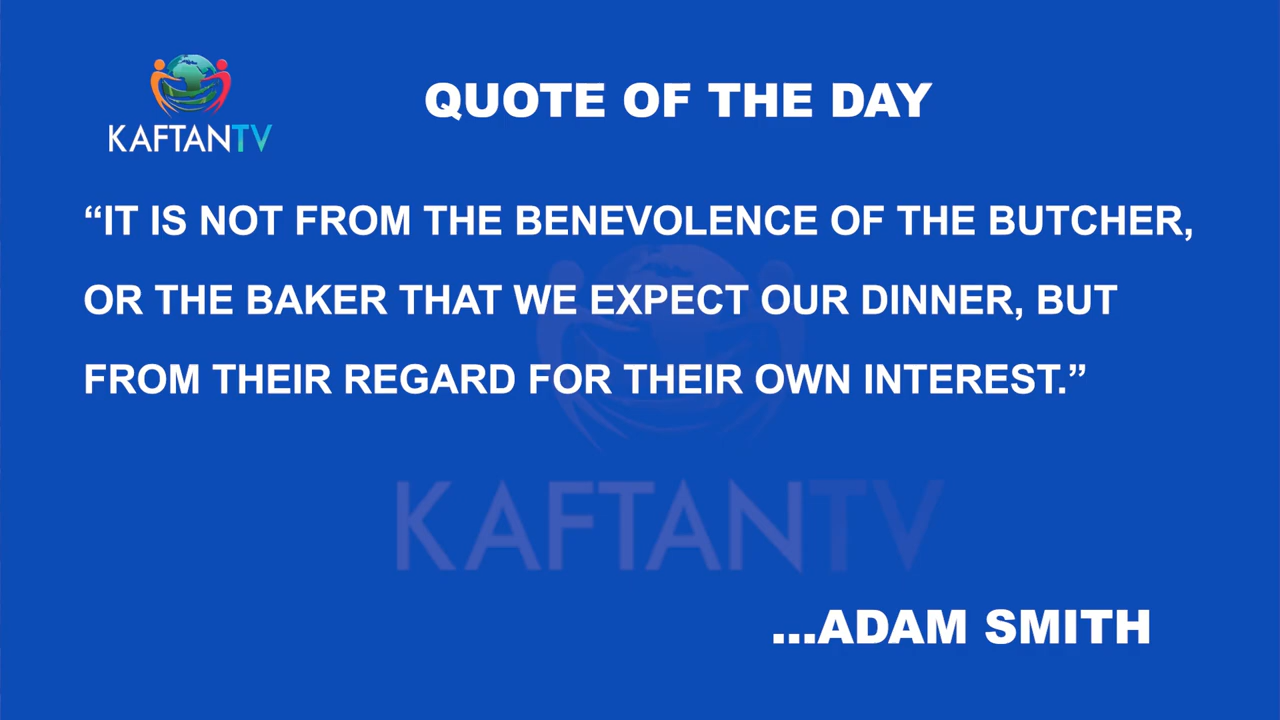 KAFTANTV
QUOTE OF THE DAY
“IT IS NOT FROM THE BENEVOLENCE OF THE BUTCHER,
OR THE BAKER THAT WE EXPECT OUR DINNER, BUT
FROM THEIR REGARD FOR THEIR OWN INTEREST.”
KAFTANTV
...ADAM SMITH